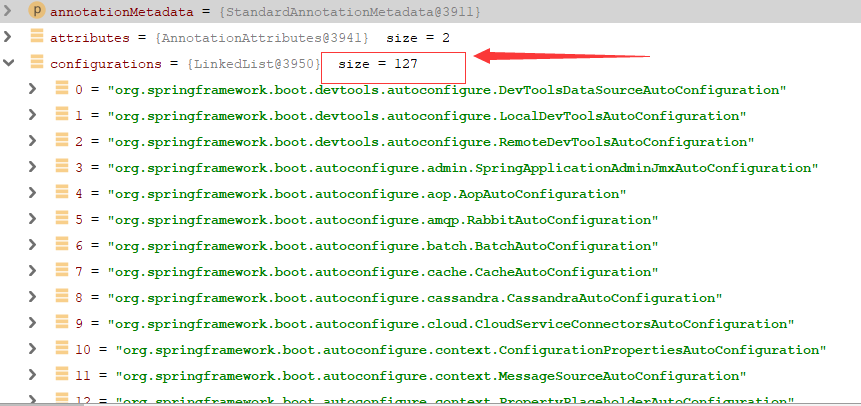 p annotationMetadata = {StandardAnnotationMetadata@3911}
attributes = {AnnotationAttributes@3941} size = 2
configurations = {LinkedList@3950} size = 127
0 = "org.springframework.boot.devtools.autoconfigure.DevToolsDataSourceAutoConfiguration"
1 = "org.springframework.boot.devtools.autoconfigure.LocalDevToolsAutoConfiguration"
2 = "org.springframework.boot.devtools.autoconfigure.RemoteDevToolsAutoConfiguration"
3 = "org.springframework.boot.autoconfigure.admin.SpringApplicationAdminJmxAutoConfiguration"
4 = "org.springframework.boot.autoconfigure.aop.AopAutoConfiguration"
5 = "org.springframework.boot.autoconfigure.amqp.RabbitAutoConfiguration"
6 = "org.springframework.boot.autoconfigure.batch.BatchAutoConfiguration"
7 = "org.springframework.boot.autoconfigure.cache.CacheAutoConfiguration"
8 = "org.springframework.boot.autoconfigure.cassandra.CassandraAutoConfiguration"
9 = "org.springframework.boot.autoconfigure.cloud.CloudServiceConnectorsAutoConfiguration"
10 = "org.springframework.boot.autoconfigure.context.ConfigurationPropertiesAutoConfiguration"
11 = "org.springframework.boot.autoconfigure.context.MessageSourceAutoConfiguration"
12 = "org.springframework.boot.autoconfigure.context.PropertyPlaceholderAutoConfiguration"